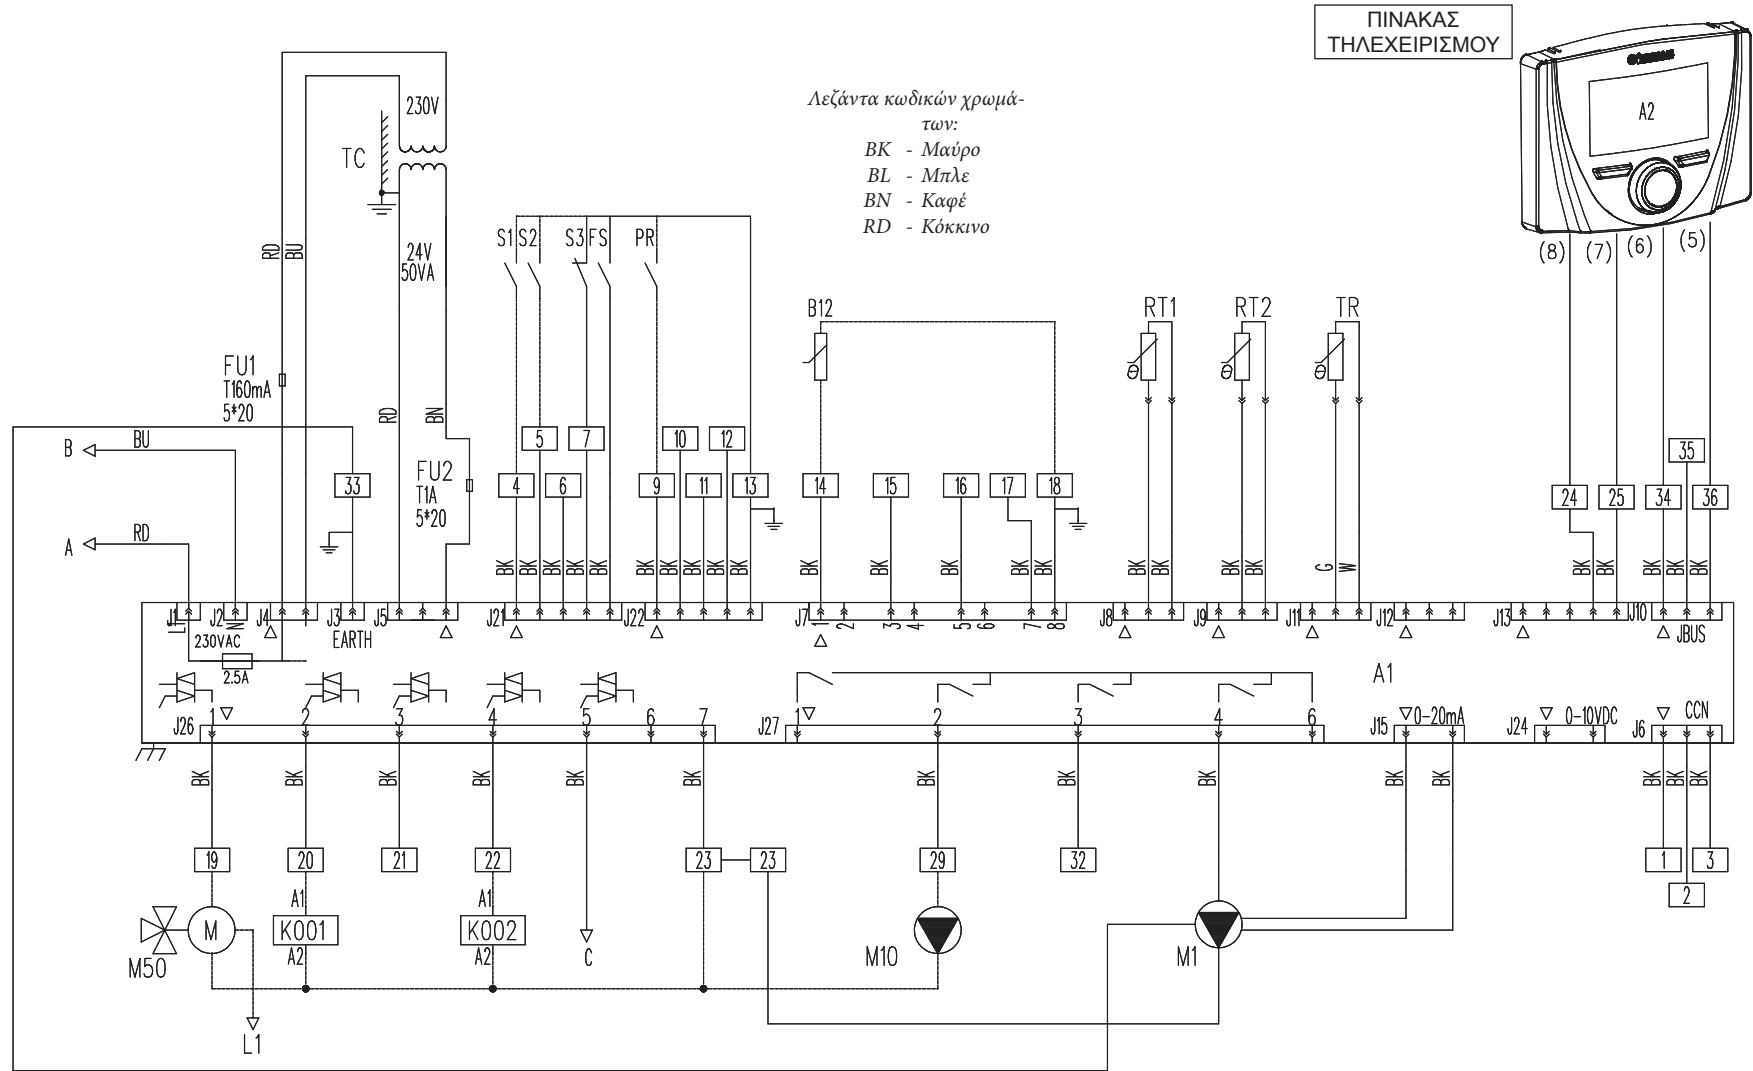 ΠΙΝΑΚΑΣ
ΤΗΛΕΧΕΙΡΙΣΜΟΥ
A2
(8) (7) (6) (5)
Λεζάντα κωδικών χρωμά-
των:
BK - Μαύρο
BL - Μπλε
BN - Καφέ
RD - Κόκκινο
230V
TC
24V
50VA
RD BU
S1 S2 S3 FS PR
B12 RT1 RT2 TR
FU1
T160mA
5*20
RD BN
FU2
T1A
5*20
B BU
A RD
5 7 10 12 35
33 4 6 9 11 13 14 15 16 17 18 24 25 34 36
BK BK BK BK BK BK BK BK BK BK BK BK BK BK BK BK BK BK BK G W BK BK BK BK BK
J1 J2 J4 J3 J5 J21 J22 J7 J8 J9 J11 J12 J13 J10
L N 1 2 3 4 5 6 7 8
230VAC EARTH JBUS
2.5A
A1
J26 1 2 3 4 5 6 7 J27 1 2 3 4 6 J15 0-20mA J24 0-10VDC J6 CCN
BK BK BK BK BK BK BK BK BK BK BK BK BK BK
19 20 21 22 23 23 29 32 1 3
2
A1 A1
M K001 K002
A2 A2
M50 C M10 M1
L1